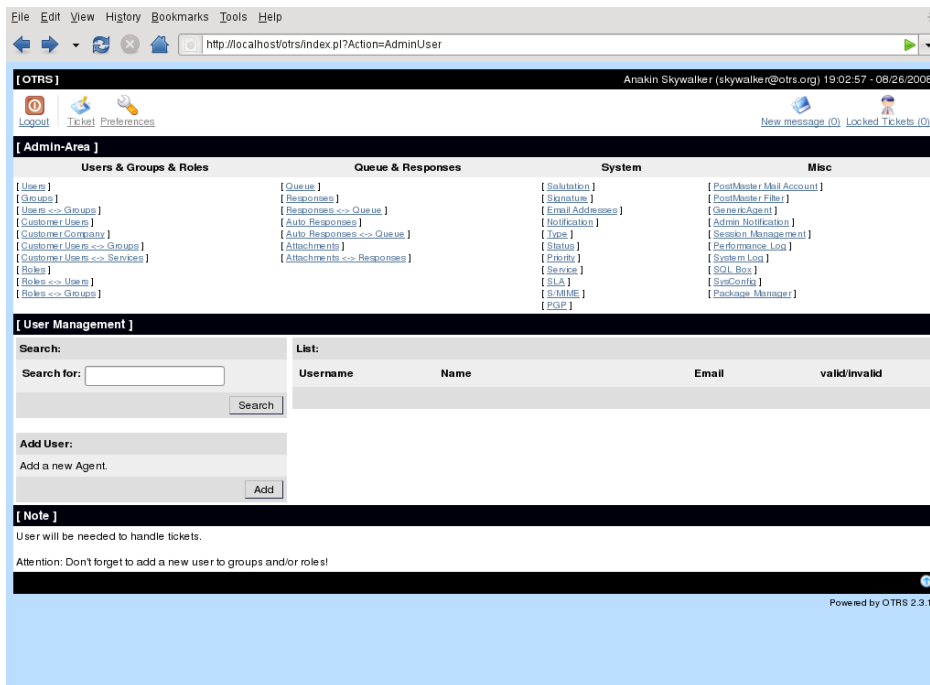 File Edit View History Bookmarks Tools Help
http://localhost/otrs/index.pl?Action=AdminUser
[ OTRS ] Anakin Skywalker (skywalker@otrs.org) 19:02:57 - 08/26/2008
Logout Ticket Preferences New message (0) Locked Tickets (0)
[ Admin-Area ]
Users & Groups & Roles Queue & Responses System Misc
[ Users ] [ Queue ] [ Salutation ] [ PostMaster Mail Account ]
[ Groups ] [ Responses ] [ Signature ] [ PostMaster Filter ]
[ Users <-> Groups ] [ Responses <-> Queue ] [ Email Addresses ] [ GenericAgent ]
[ Customer Users ] [ Auto Responses ] [ Notification ] [ Admin Notification ]
[ Customer Company ] [ Auto Responses <-> Queue ] [ Type ] [ Session Management ]
[ Customer Users <-> Groups ] [ Attachments ] [ Status ] [ Performance Log ]
[ Customer Users <-> Services ] [ Attachments <-> Responses ] [ Priority ] [ System Log ]
[ Roles ] [ Service ] [ SQL Box ]
[ Roles <-> Users ] [ SLA ] [ SysConfig ]
[ Roles <-> Groups ] [ S/MIME ] [ Package Manager ]
[ PGP ]
[ User Management ]
Search: List:
Search for: Username Name Email valid/invalid
Search
Add User:
Add a new Agent.
Add
[ Note ]
User will be needed to handle tickets.
Attention: Don't forget to add a new user to groups and/or roles!
Powered by OTRS 2.3.1